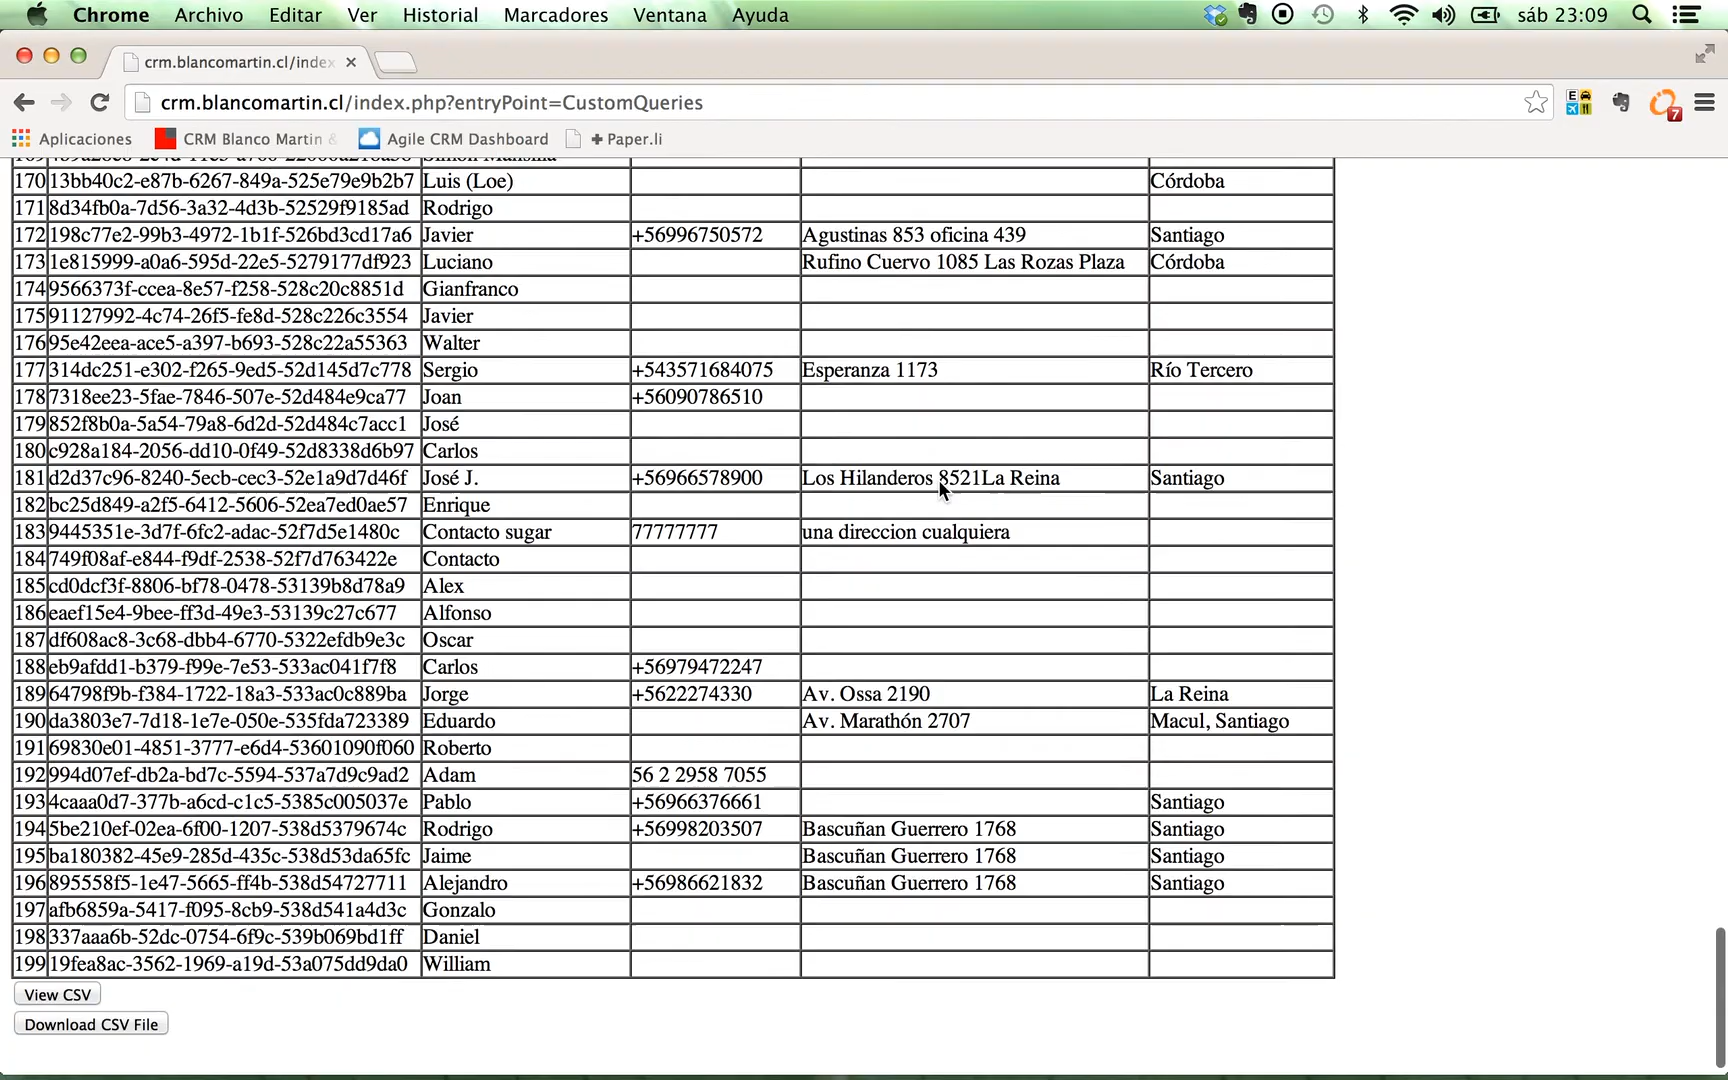 Chrome Archivo Editar Ver Historial Marcadores Ventana Ayuda sáb 23:09
crm.blancomartin.cl/index
crm.blancomartin.cl/index.php?entryPoint=CustomQueries
Aplicaciones CRM Blanco Martin & Agile CRM Dashboard + Paper.li
170 13bb40c2-e87b-6267-849a-525e79e9b2b7 Luis (Loe) Córdoba
171 8d34fb0a-7d56-3a32-4d3b-52529f9185ad Rodrigo
172 198c77e2-99b3-4972-1b1f-526bd3cd17a6 Javier +56996750572 Agustinas 853 oficina 439 Santiago
173 1e815999-a0a6-595d-22e5-5279177df923 Luciano Rufino Cuervo 1085 Las Rozas Plaza Córdoba
174 9566373f-ccea-8e57-f258-528c20c8851d Gianfranco
175 91127992-4c74-26f5-fe8d-528c226c3554 Javier
176 95e42eea-ace5-a397-b693-528c22a55363 Walter
177 314dc251-e302-f265-9ed5-52d145d7c778 Sergio +543571684075 Esperanza 1173 Río Tercero
178 7318ee23-5fae-7846-507e-52d484e9ca77 Joan +56090786510
179 852f8b0a-5a54-79a8-6d2d-52d484c7acc1 José
180 c928a184-2056-dd10-0f49-52d8338d6b97 Carlos
181 d2d37c96-8240-5ecb-cec3-52e1a9d7d46f José J. +56966578900 Los Hilanderos 8521La Reina Santiago
182 bc25d849-a2f5-6412-5606-52ea7ed0ae57 Enrique
183 9445351e-3d7f-6fc2-adac-52f7d5e1480c Contacto sugar 77777777 una direccion cualquiera
184 749f08af-e844-f9df-2538-52f7d763422e Contacto
185 cd0dcf3f-8806-bf78-0478-53139b8d78a9 Alex
186 eaef15e4-9bee-ff3d-49e3-53139c27c677 Alfonso
187 df608ac8-3c68-dbb4-6770-5322efdb9e3c Oscar
188 eb9afdd1-b379-f99e-7e53-533ac041f7f8 Carlos +56979472247
189 64798f9b-f384-1722-18a3-533ac0c889ba Jorge +5622274330 Av. Ossa 2190 La Reina
190 da3803e7-7d18-1e7e-050e-535fda723389 Eduardo Av. Marathón 2707 Macul, Santiago
191 69830e01-4851-3777-e6d4-53601090f060 Roberto
192 994d07ef-db2a-bd7c-5594-537a7d9c9ad2 Adam 56 2 2958 7055
193 4caaa0d7-377b-a6cd-c1c5-5385c005037e Pablo +56966376661 Santiago
194 5be210ef-02ea-6f00-1207-538d5379674c Rodrigo +56998203507 Bascuñan Guerrero 1768 Santiago
195 ba180382-45e9-285d-435c-538d53da65fc Jaime Bascuñan Guerrero 1768 Santiago
196 895558f5-1e47-5665-ff4b-538d54727711 Alejandro +56986621832 Bascuñan Guerrero 1768 Santiago
197 afb6859a-5417-f095-8cb9-538d541a4d3c Gonzalo
198 337aaa6b-52dc-0754-6f9c-539b069bd1ff Daniel
199 19fea8ac-3562-1969-a19d-53a075dd9da0 William
View CSV
Download CSV File